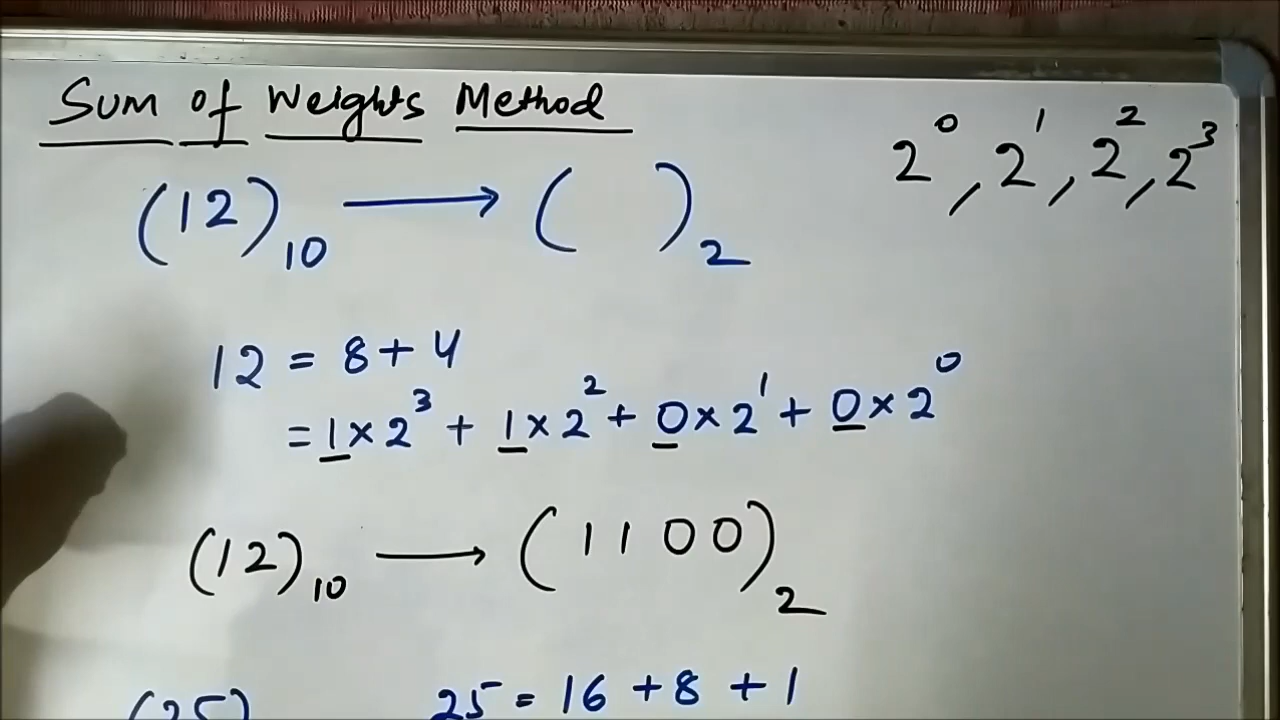 Sum of Weights Method
2⁰, 2¹, 2², 2³
(12)₁₀ ⟶ ( )₂
12 = 8 + 4
= 1 × 2³ + 1 × 2² + 0 × 2¹ + 0 × 2⁰
(12)₁₀ ⟶ (1100)₂
(25) 25 = 16 + 8 + 1